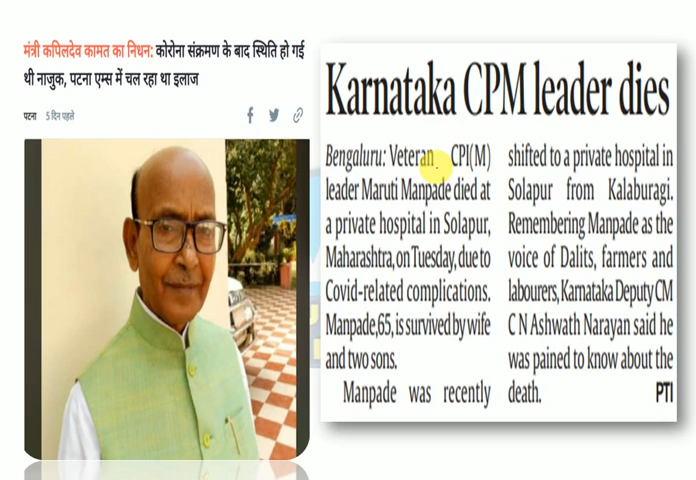 मंत्री कपिलदेव कामत का निधन: कोरोना संक्रमण के बाद स्थिति हो गई
थी नाजुक, पटना एम्स में चल रहा था इलाज
पटना 5 दिन पहले
Karnataka CPM leader dies
Bengaluru: Veteran CPI(M)
leader Maruti Manpade died at
a private hospital in Solapur,
Maharashtra, on Tuesday, due to
Covid-related complications.
Manpade, 65, is survived by wife
and two sons.
Manpade was recently
shifted to a private hospital in
Solapur from Kalaburagi.
Remembering Manpade as the
voice of Dalits, farmers and
labourers, Karnataka Deputy CM
C N Ashwath Narayan said he
was pained to know about the
death. PTI